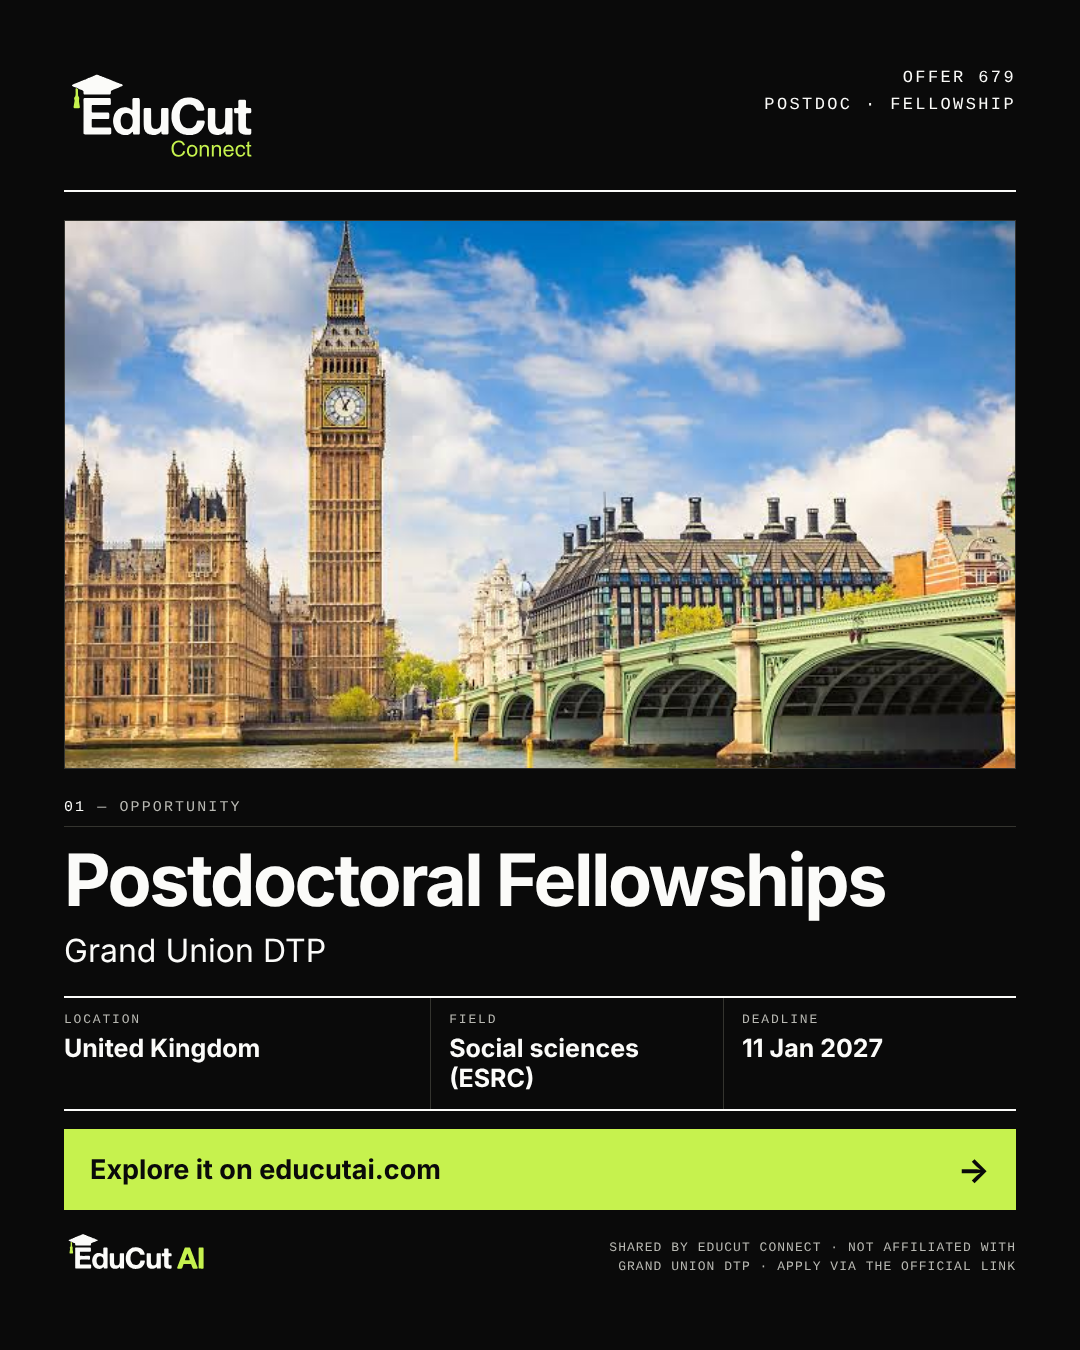 EduCut
Connect
OFFER 679
POSTDOC · FELLOWSHIP
01 — OPPORTUNITY
Postdoctoral Fellowships
Grand Union DTP
LOCATION
United Kingdom
FIELD
Social sciences
(ESRC)
DEADLINE
11 Jan 2027
Explore it on educutai.com
→
EduCut AI
SHARED BY EDUCUT CONNECT · NOT AFFILIATED WITH
GRAND UNION DTP · APPLY VIA THE OFFICIAL LINK